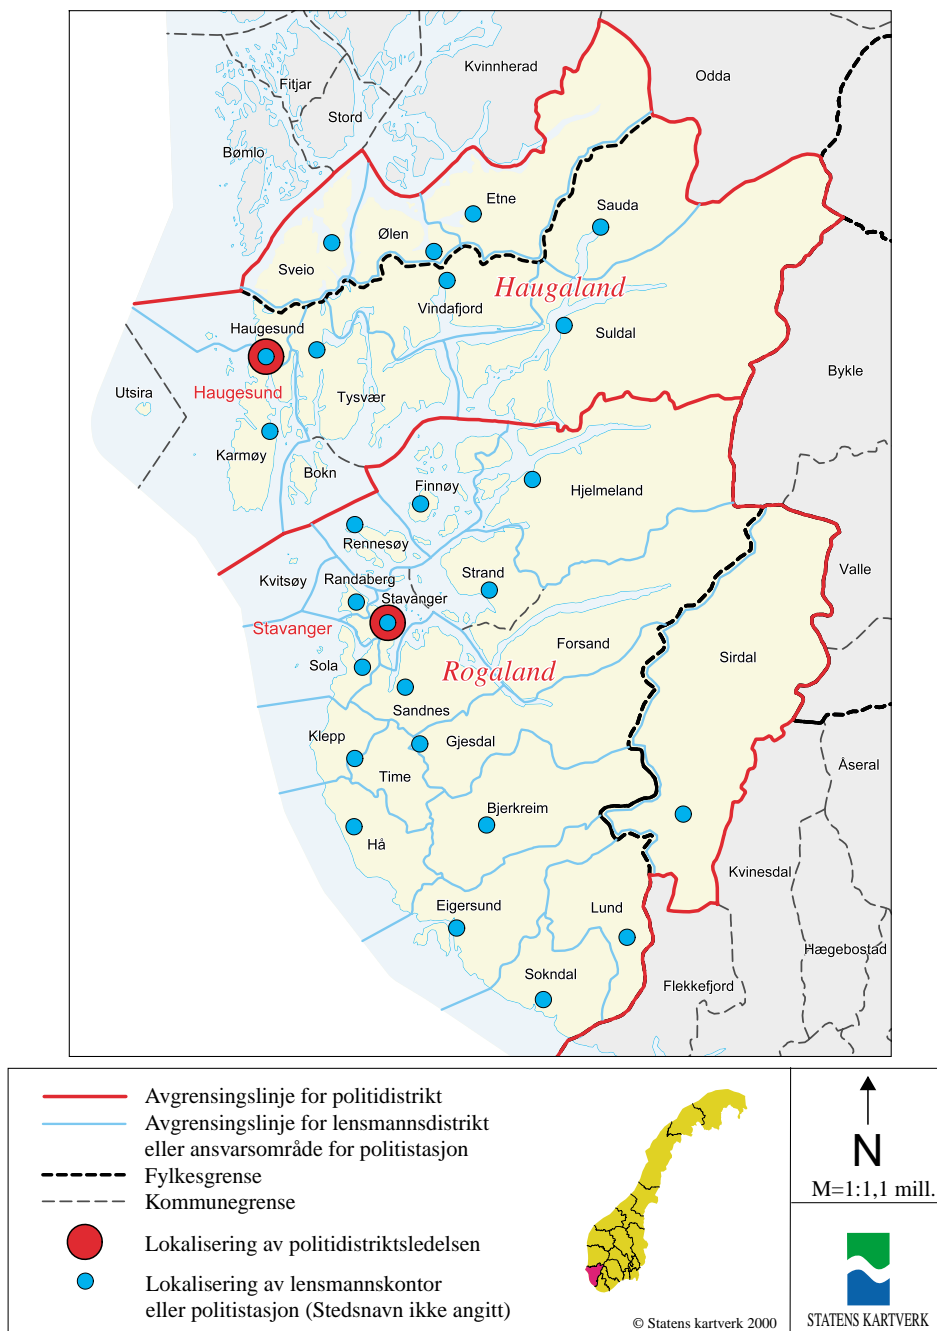 Kvinnherad
Odda
Fitjar
Stord
Bømlo
Etne
Sauda
Ølen
Sveio
Haugaland
Vindafjord
Haugesund
Suldal
Bykle
Utsira
Haugesund
Tysvær
Karmøy
Bokn
Finnøy
Hjelmeland
Rennesøy
Kvitsøy
Randaberg
Strand
Valle
Stavanger
Stavanger
Forsand
Sirdal
Sola
Rogaland
Sandnes
Klepp
Gjesdal
Åseral
Time
Bjerkreim
Hå
Kvinesdal
Eigersund
Lund
Hægebostad
Sokndal
Flekkefjord
Avgrensingslinje for politidistrikt
Avgrensingslinje for lensmannsdistrikt
eller ansvarsområde for politistasjon
Fylkesgrense
Kommunegrense
Lokalisering av politidistriktsledelsen
Lokalisering av lensmannskontor
eller politistasjon (Stedsnavn ikke angitt)
© Statens kartverk 2000
N
M=1:1,1 mill.
STATENS KARTVERK